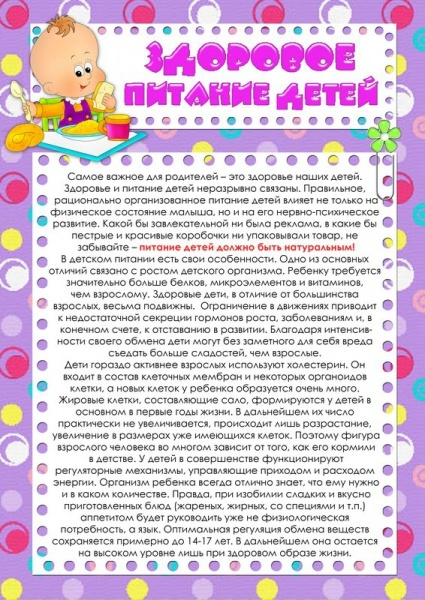 ЗДОРОВОЕ
ПИТАНИЕ ДЕТЕЙ
Самое важное для родителей – это здоровье наших детей.
Здоровье и питание детей неразрывно связаны. Правильное,
рационально организованное питание детей влияет не только на
физическое состояние малыша, но и на его нервно-психическое
развитие. Какой бы завлекательной ни была реклама, в какие бы
пестрые и красивые коробочки ни упаковывали товар, не
забывайте – питание детей должно быть натуральным!
В детском питании есть свои особенности. Одно из основных
отличий связано с ростом детского организма. Ребенку требуется
значительно больше белков, микроэлементов и витаминов,
чем взрослому. Здоровые дети, в отличие от большинства
взрослых, весьма подвижны. Ограничение в движениях приводит
к недостаточной секреции гормонов роста, заболеваниям и, в
конечном счете, к отставанию в развитии. Благодаря интенсив-
ности своего обмена дети могут без заметного для себя вреда
съедать больше сладостей, чем взрослые.
Дети гораздо активнее взрослых используют холестерин. Он
входит в состав клеточных мембран и некоторых органоидов
клетки, а новых клеток у ребенка образуется очень много.
Жировые клетки, составляющие сало, формируются у детей в
основном в первые годы жизни. В дальнейшем их число
практически не увеличивается, происходит лишь разрастание,
увеличение в размерах уже имеющихся клеток. Поэтому фигура
взрослого человека во многом зависит от того, как его кормили
в детстве. У детей в совершенстве функционируют
регуляторные механизмы, управляющие приходом и расходом
энергии. Организм ребенка всегда отлично знает, что ему нужно
и в каком количестве. Правда, при изобилии сладких и вкусно
приготовленных блюд (жареных, жирных, со специями и т.п.)
аппетитом будет руководить уже не физиологическая
потребность, а язык. Оптимальная регуляция обмена веществ
сохраняется примерно до 14-17 лет. В дальнейшем она остается
на высоком уровне лишь при здоровом образе жизни.